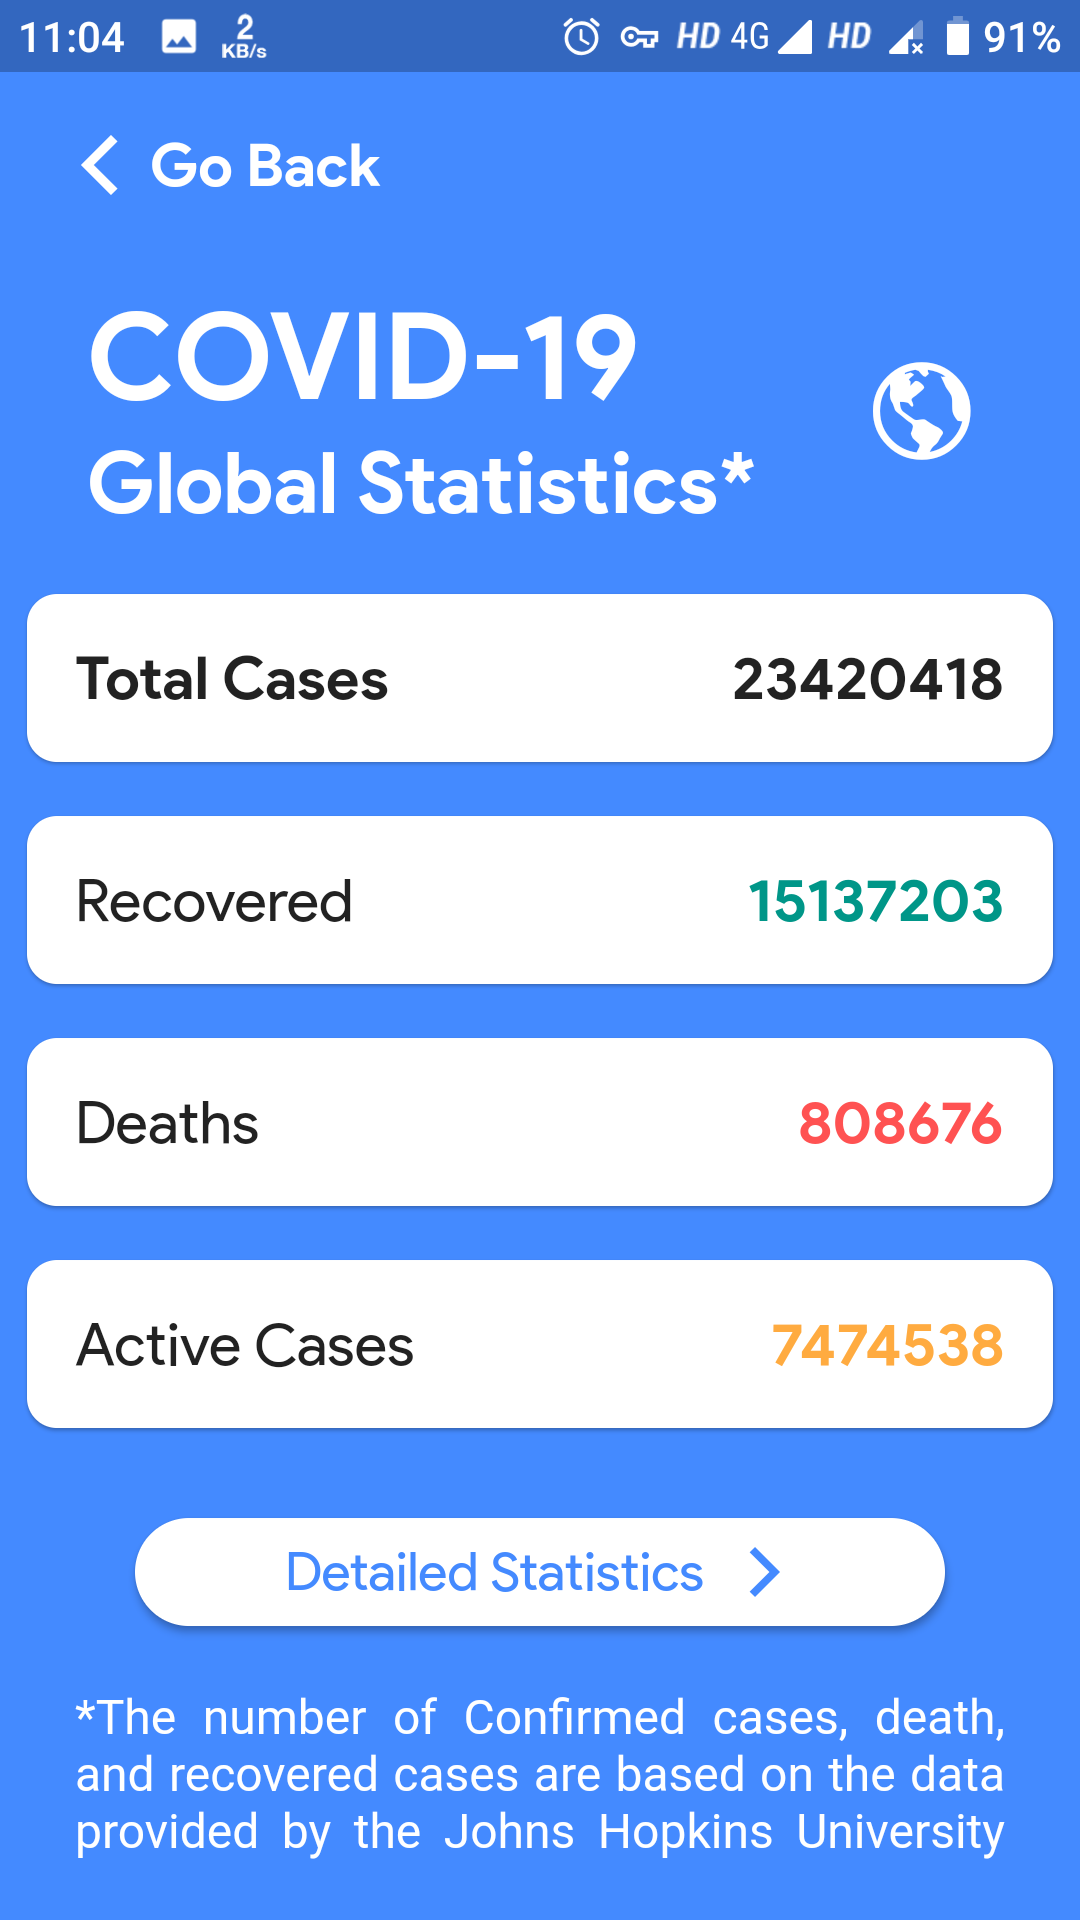 11:04 2 KB/s HD 4G HD 91%
Go Back
COVID-19
Global Statistics*
Total Cases 23420418
Recovered 15137203
Deaths 808676
Active Cases 7474538
Detailed Statistics
*The number of Confirmed cases, death,
and recovered cases are based on the data
provided by the Johns Hopkins University